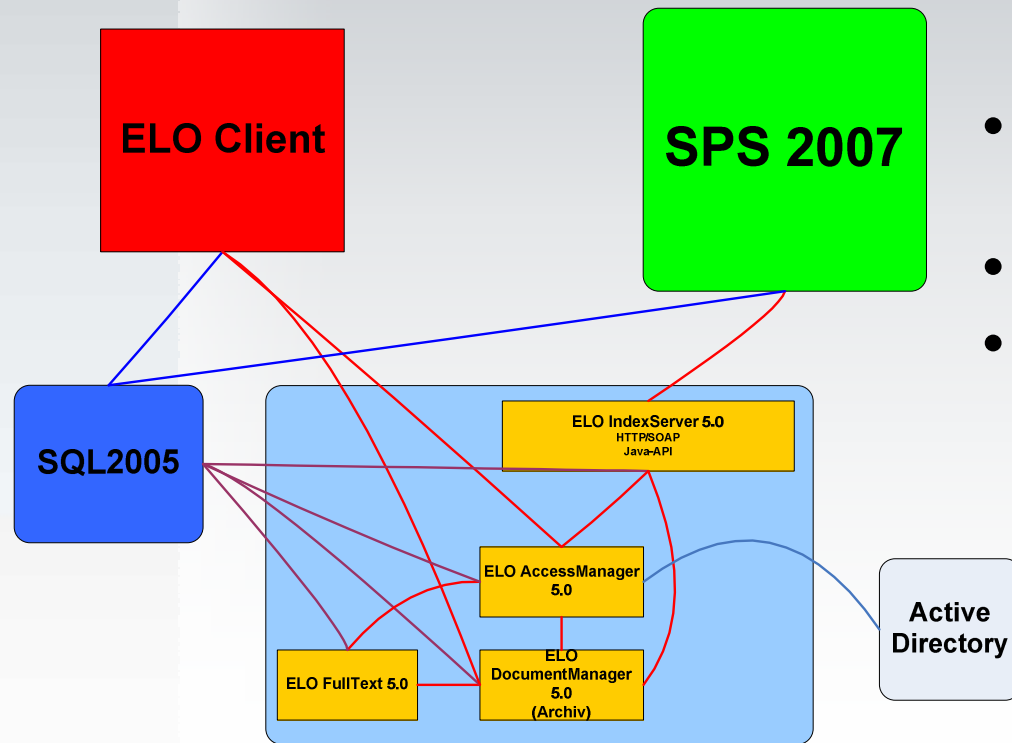 ELO Client
SPS 2007
SQL2005
ELO IndexServer 5.0
HTTP/SOAP
Java-API
ELO AccessManager
5.0
ELO FullText 5.0
ELO
DocumentManager
5.0
(Archiv)
Active
Directory